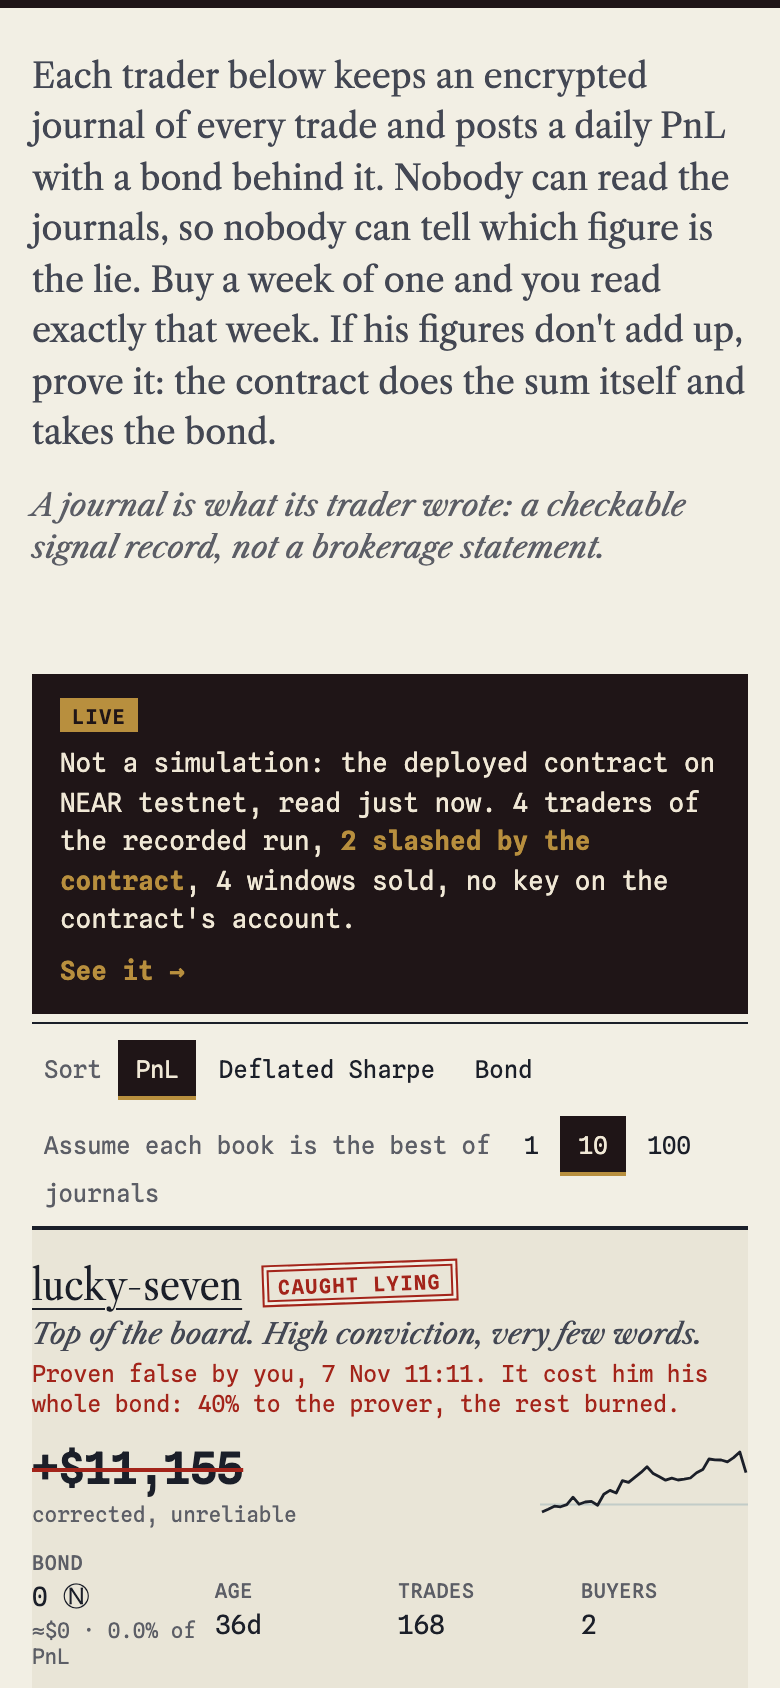 Each trader below keeps an encrypted
journal of every trade and posts a daily PnL
with a bond behind it. Nobody can read the
journals, so nobody can tell which figure is
the lie. Buy a week of one and you read
exactly that week. If his figures don't add up,
prove it: the contract does the sum itself and
takes the bond.
A journal is what its trader wrote: a checkable
signal record, not a brokerage statement.
LIVE
Not a simulation: the deployed contract on
NEAR testnet, read just now. 4 traders of
the recorded run, 2 slashed by the
contract, 4 windows sold, no key on the
contract's account.
See it →
Sort PnL Deflated Sharpe Bond
Assume each book is the best of 1 10 100
journals
lucky-seven CAUGHT LYING
Top of the board. High conviction, very few words.
Proven false by you, 7 Nov 11:11. It cost him his
whole bond: 40% to the prover, the rest burned.
+$11,155
corrected, unreliable
BOND
0 Ⓝ
≈$0 · 0.0% of
PnL
AGE
36d
TRADES
168
BUYERS
2